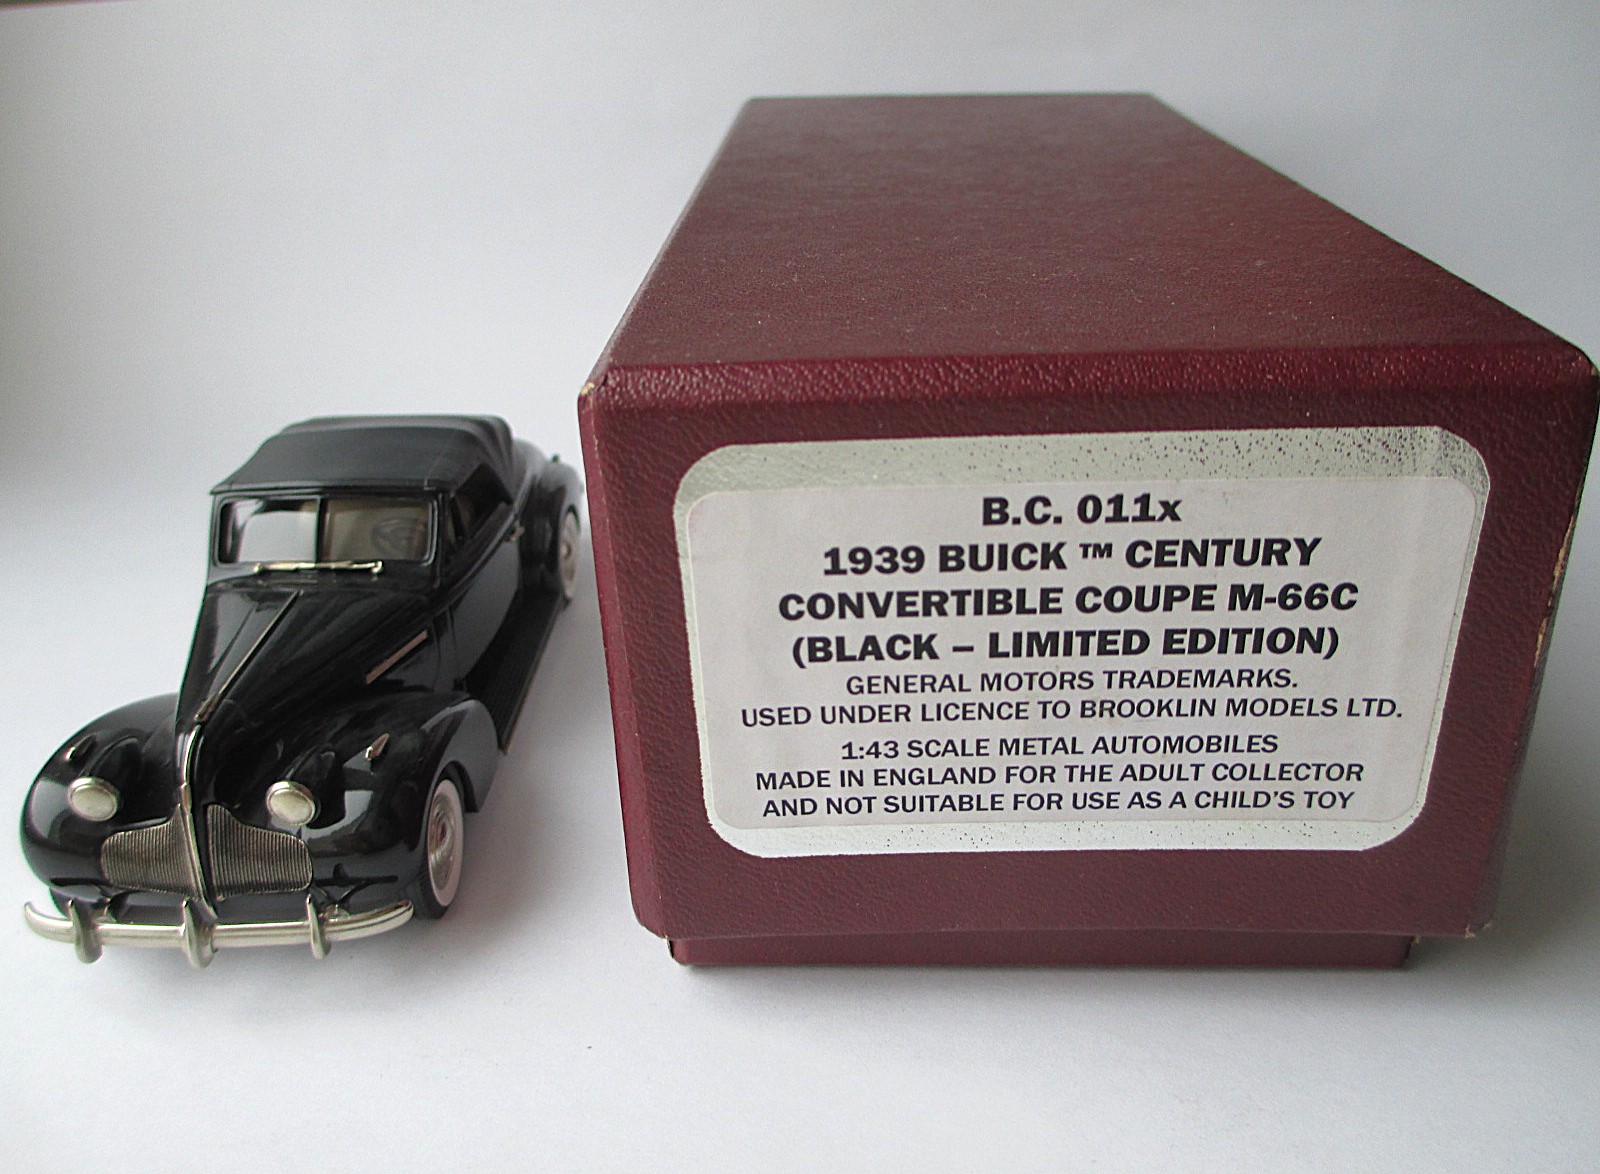 B.C. 011x
1939 BUICK ™ CENTURY
CONVERTIBLE COUPE M-66C
(BLACK – LIMITED EDITION)
GENERAL MOTORS TRADEMARKS.
USED UNDER LICENCE TO BROOKLIN MODELS LTD.
1:43 SCALE METAL AUTOMOBILES
MADE IN ENGLAND FOR THE ADULT COLLECTOR
AND NOT SUITABLE FOR USE AS A CHILD'S TOY